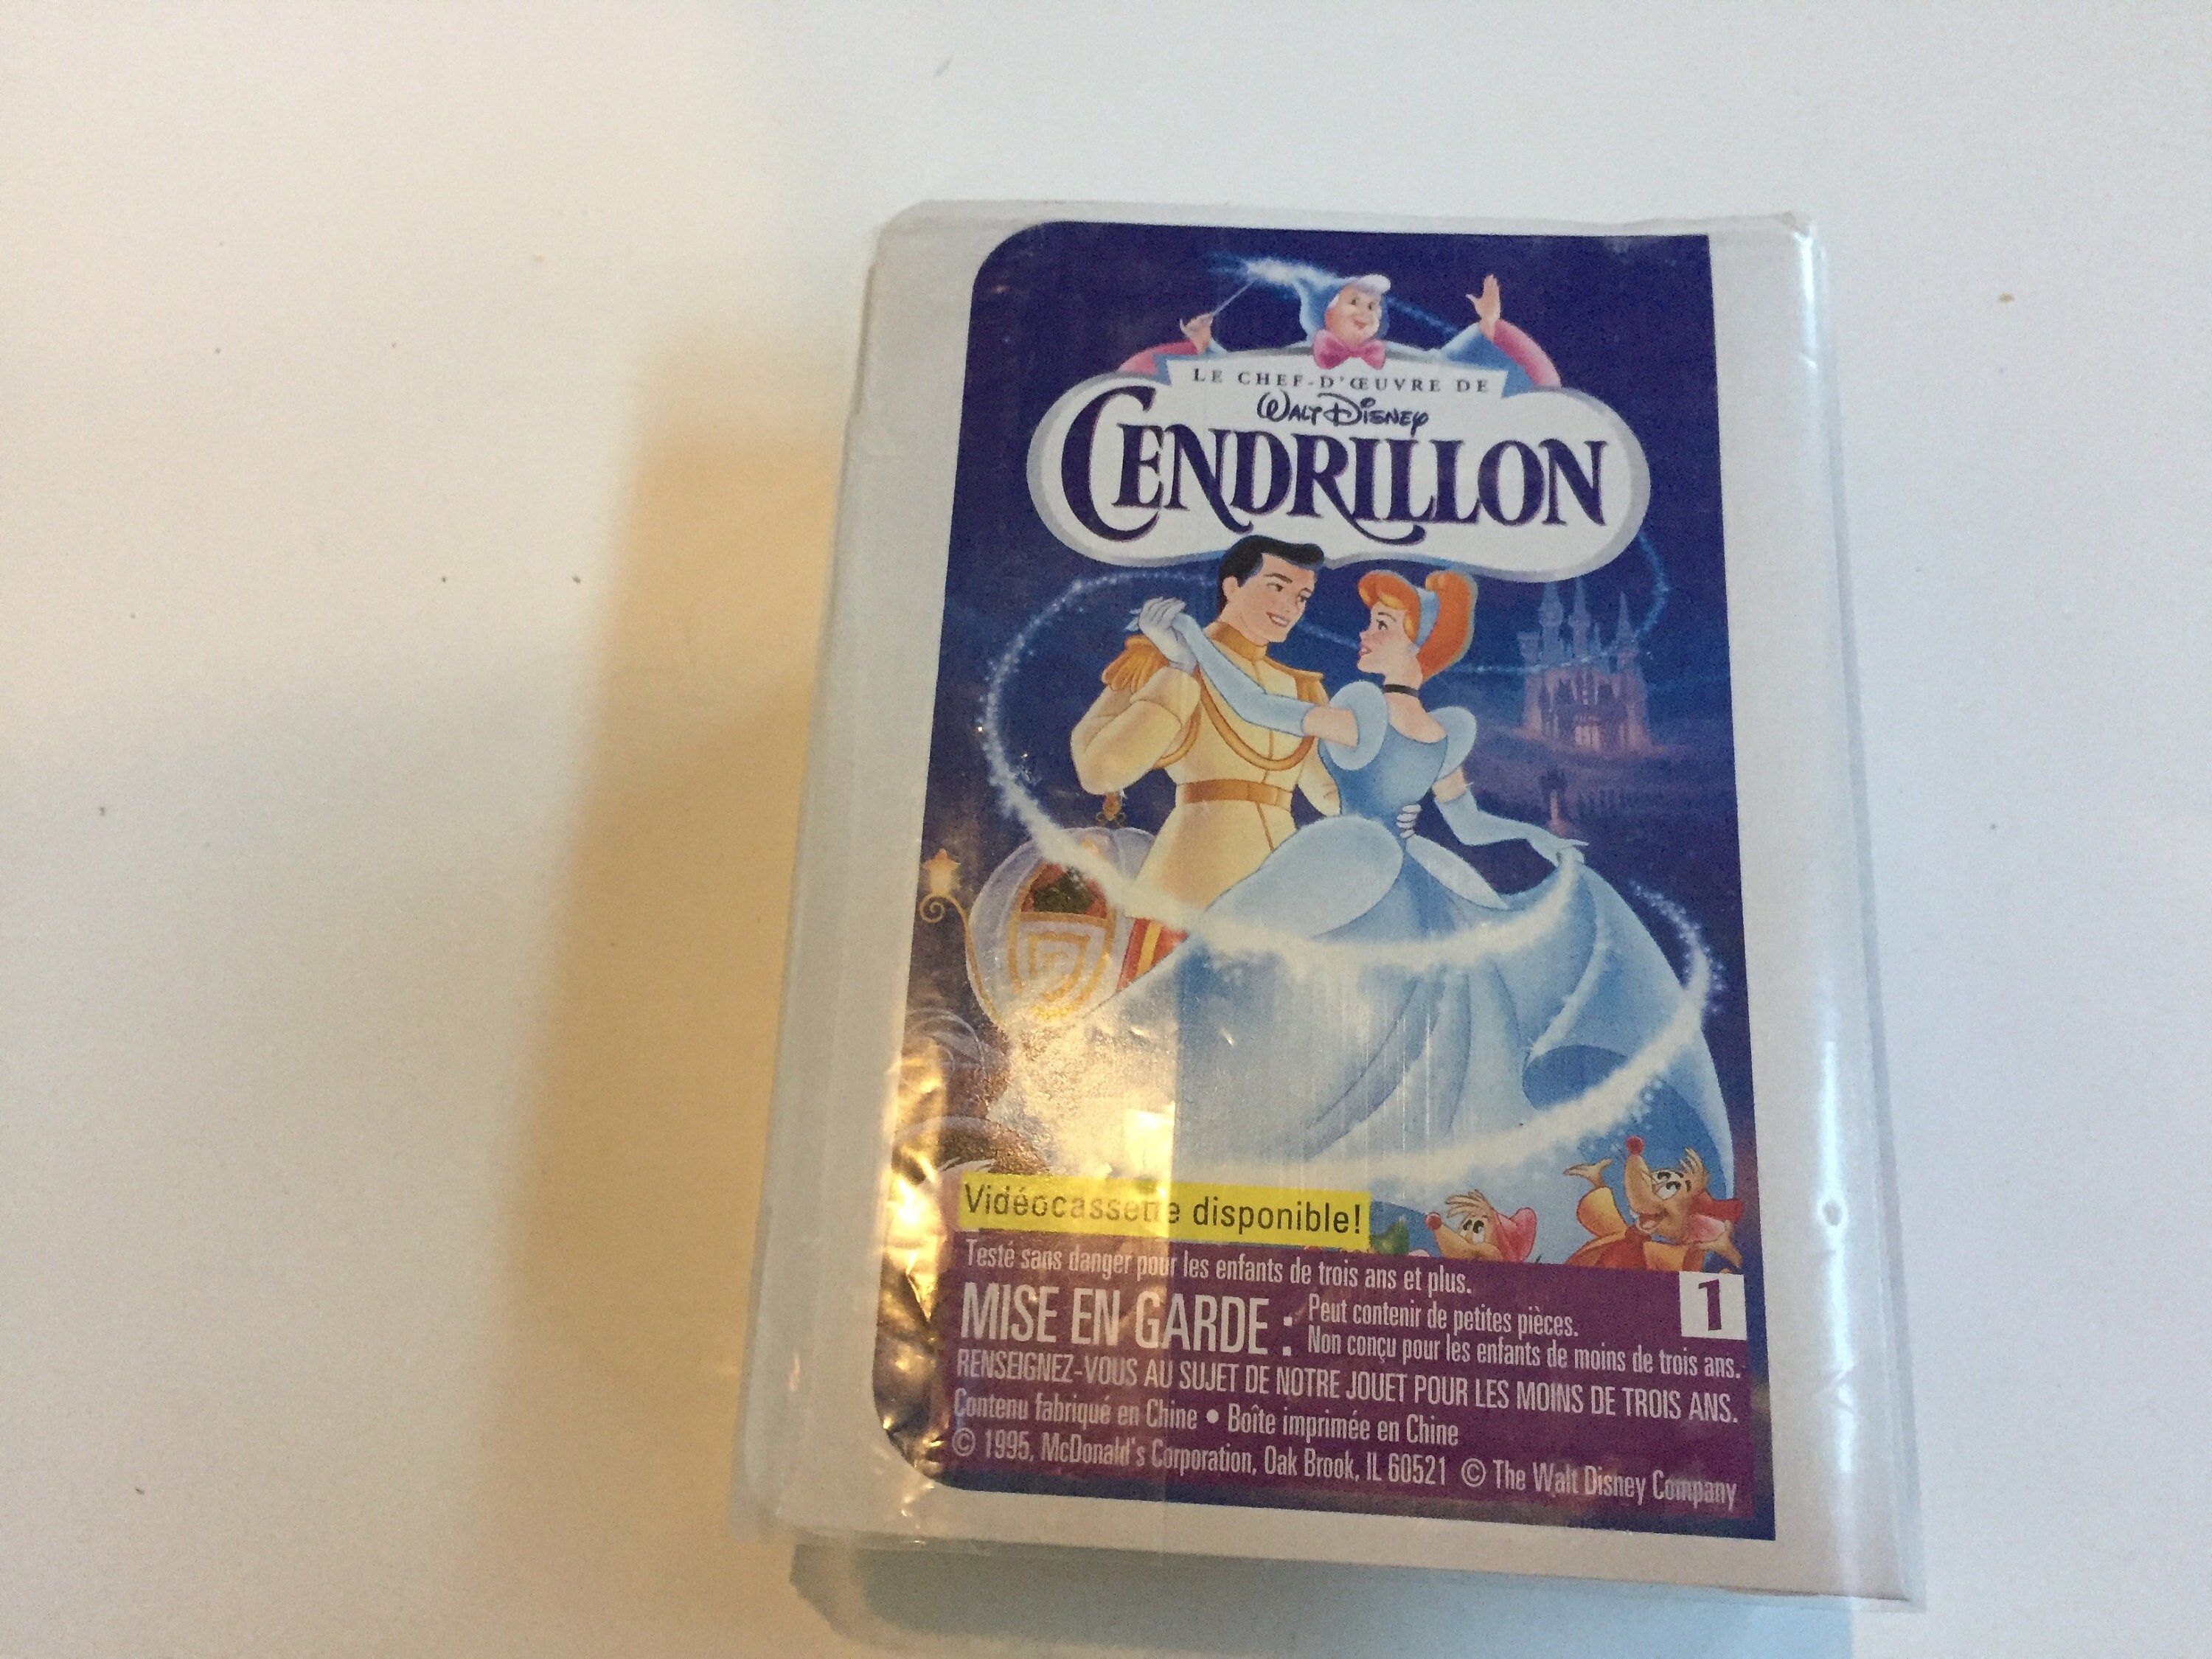 LE CHEF-D'ŒUVRE DE
WALT DISNEY
CENDRILLON
Vidéocassette disponible!
Testé sans danger pour les enfants de trois ans et plus.
MISE EN GARDE : Peut contenir de petites pièces.
Non conçu pour les enfants de moins de trois ans.
1
RENSEIGNEZ-VOUS AU SUJET DE NOTRE JOUET POUR LES MOINS DE TROIS ANS.
Contenu fabriqué en Chine • Boîte imprimée en Chine
© 1995, McDonald's Corporation, Oak Brook, IL 60521 © The Walt Disney Company